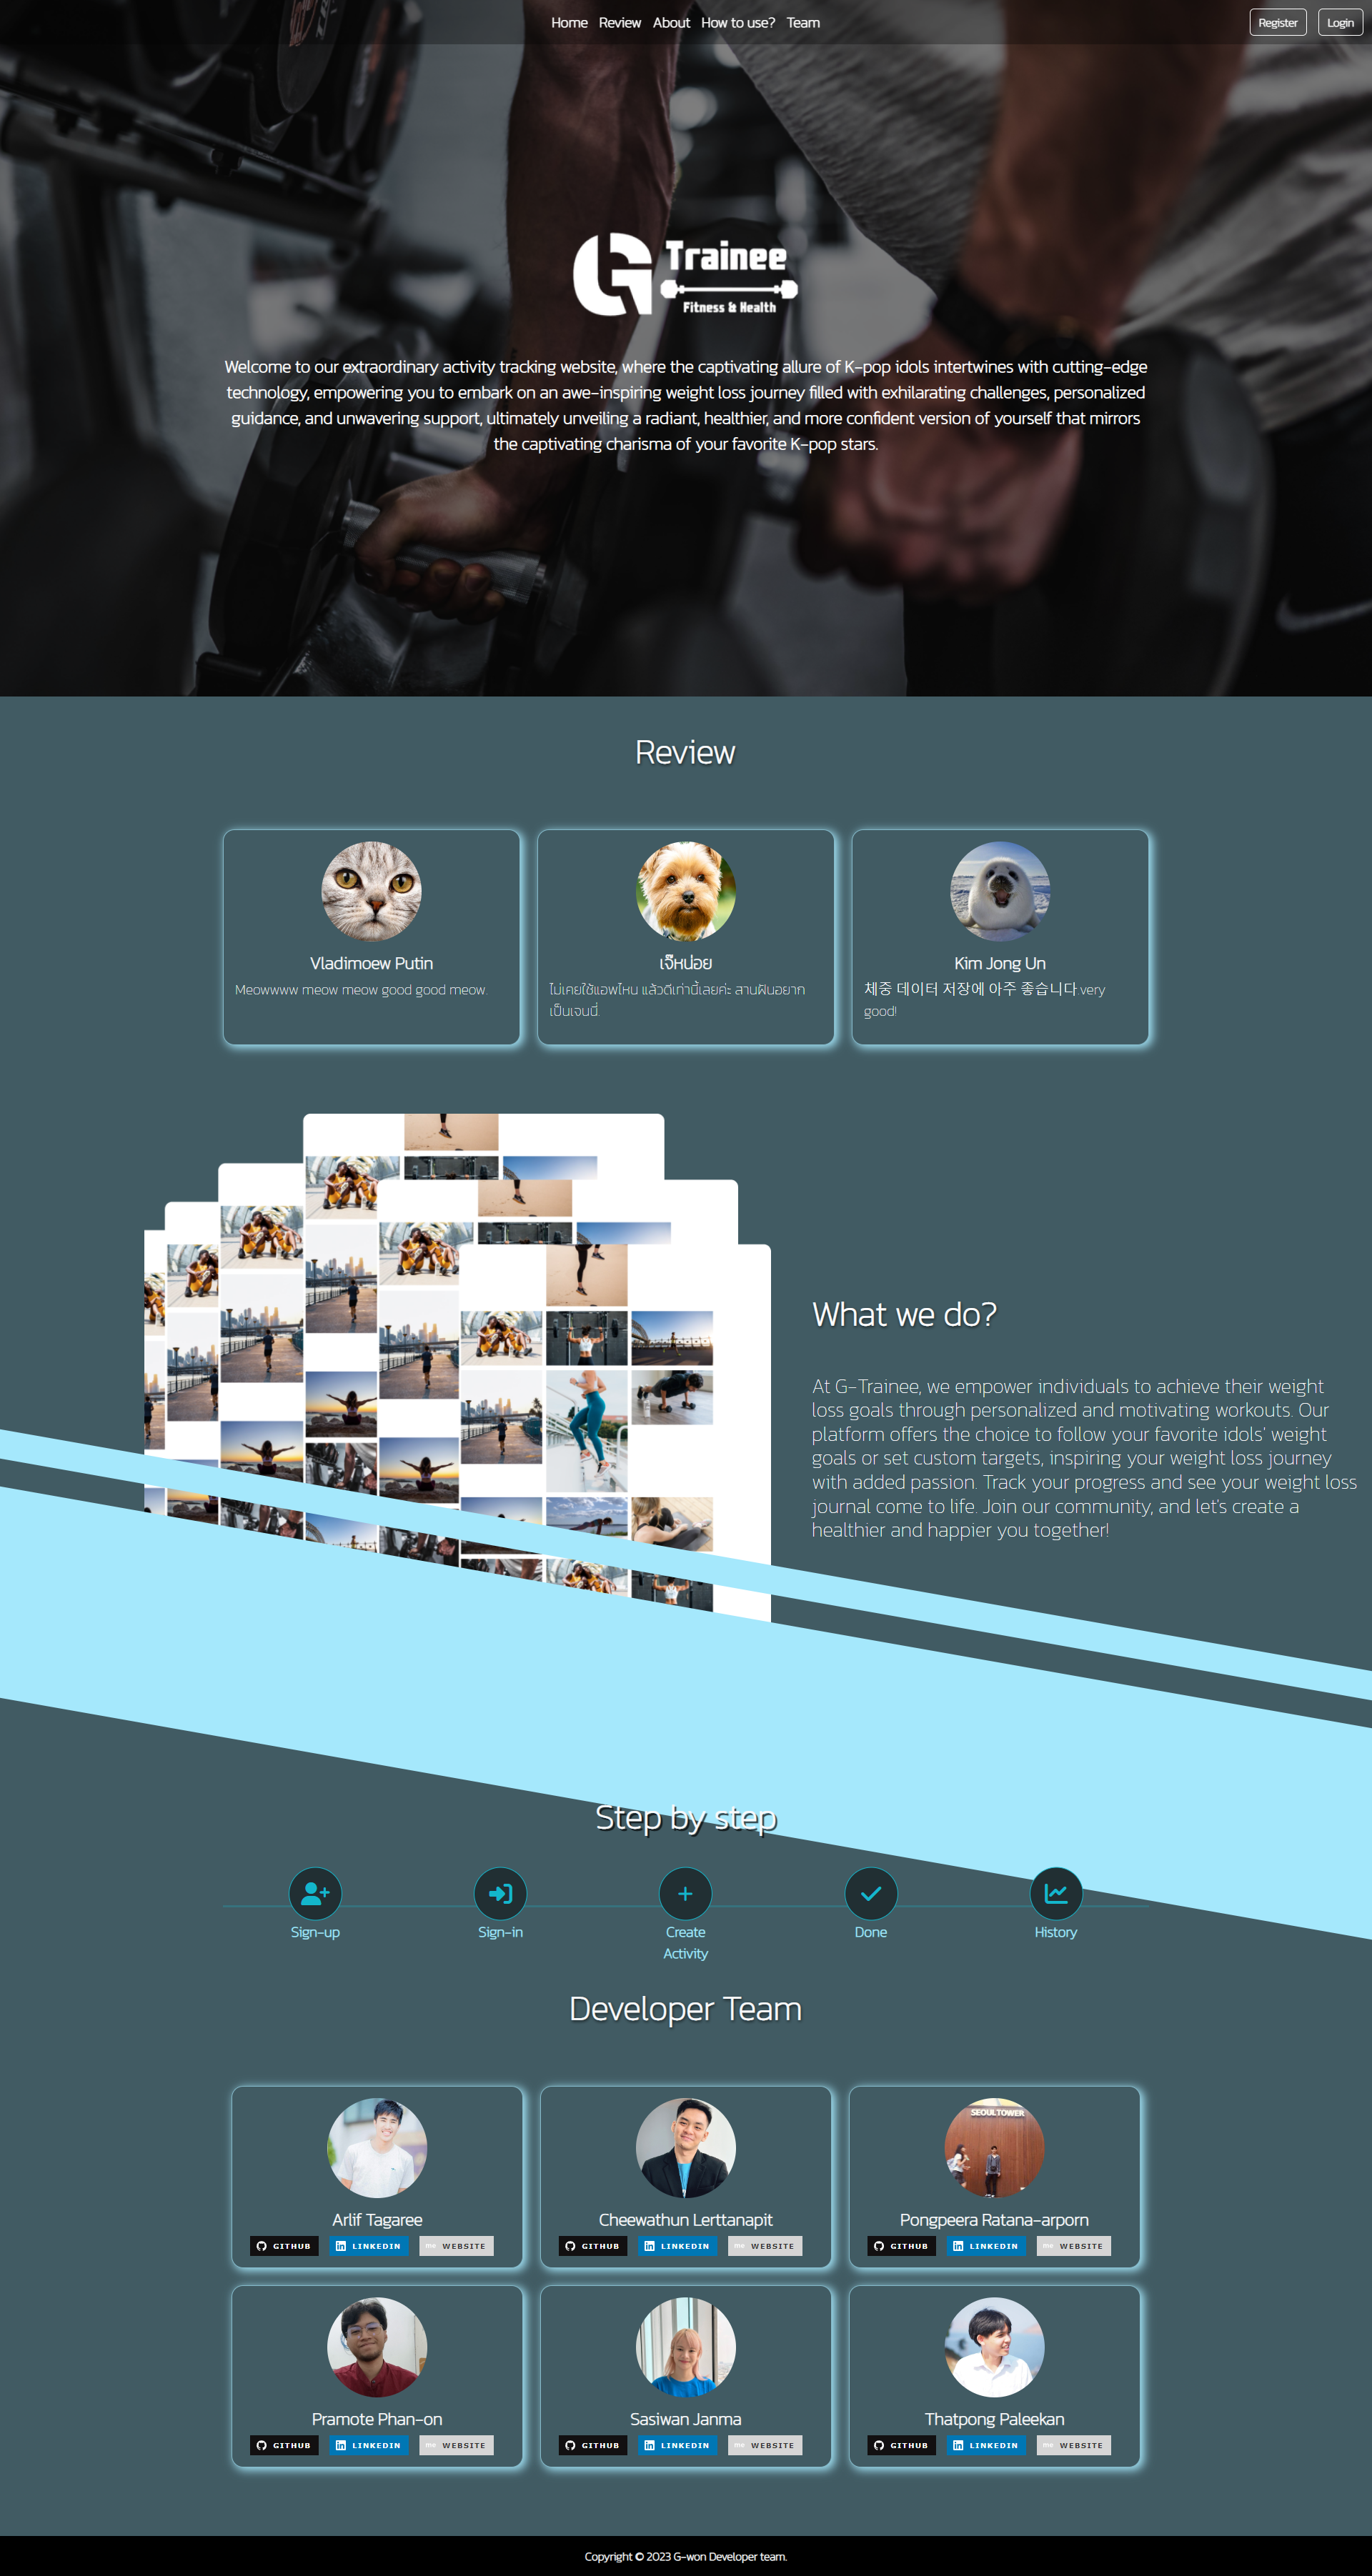 Home Review About How to use? Team Register Login
G Trainee
Fitness & Health
Welcome to our extraordinary activity tracking website, where the captivating allure of K-pop idols intertwines with cutting-edge
technology, empowering you to embark on an awe-inspiring weight loss journey filled with exhilarating challenges, personalized
guidance, and unwavering support, ultimately unveiling a radiant, healthier, and more confident version of yourself that mirrors
the captivating charisma of your favorite K-pop stars.
Review
Vladimoew Putin
Meowwww meow meow good good meow.
เจ๊หน่อย
ไม่เคยใช้แอพไหน แล้วดีเท่านี้เลยค่ะ สานฝันอยาก
เป็นเจนนี่.
Kim Jong Un
체중 데이터 저장에 아주 좋습니다.very
good!
What we do?
At G-Trainee, we empower individuals to achieve their weight
loss goals through personalized and motivating workouts. Our
platform offers the choice to follow your favorite idols' weight
goals or set custom targets, inspiring your weight loss journey
with added passion. Track your progress and see your weight loss
journal come to life. Join our community, and let's create a
healthier and happier you together!
Step by step
Sign-up
Sign-in
Create
Activity
Done
History
Developer Team
SEOUL TOWER
Arlif Tagaree
GITHUB LINKEDIN me WEBSITE
Cheewathun Lerttanapit
GITHUB LINKEDIN me WEBSITE
Pongpeera Ratana-arporn
GITHUB LINKEDIN me WEBSITE
Pramote Phan-on
GITHUB LINKEDIN me WEBSITE
Sasiwan Janma
GITHUB LINKEDIN me WEBSITE
Thatpong Paleekan
GITHUB LINKEDIN me WEBSITE
Copyright © 2023 G-won Developer team.